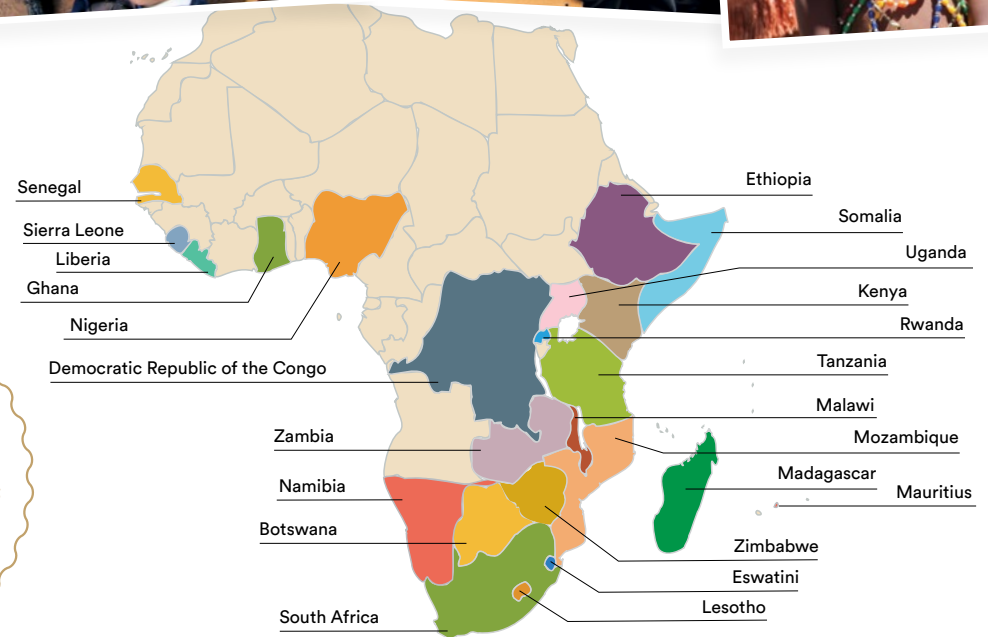 Senegal
Sierra Leone
Liberia
Ghana
Nigeria
Democratic Republic of the Congo
Zambia
Namibia
Botswana
South Africa
Ethiopia
Somalia
Uganda
Kenya
Rwanda
Tanzania
Malawi
Mozambique
Madagascar
Mauritius
Zimbabwe
Eswatini
Lesotho